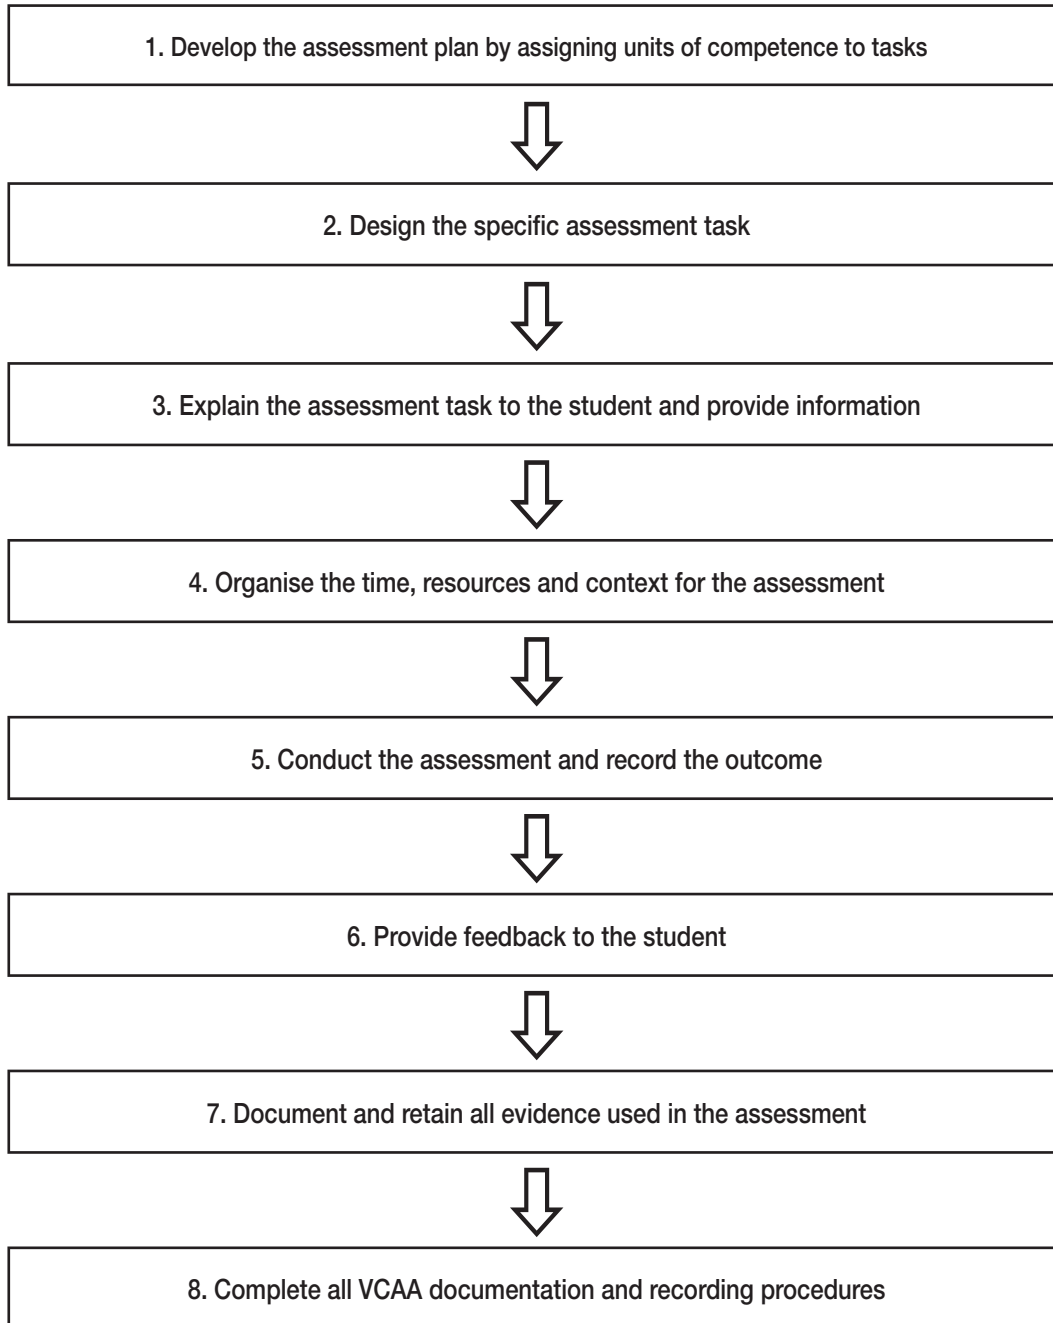 1. Develop the assessment plan by assigning units of competence to tasks
2. Design the specific assessment task
3. Explain the assessment task to the student and provide information
4. Organise the time, resources and context for the assessment
5. Conduct the assessment and record the outcome
6. Provide feedback to the student
7. Document and retain all evidence used in the assessment
8. Complete all VCAA documentation and recording procedures